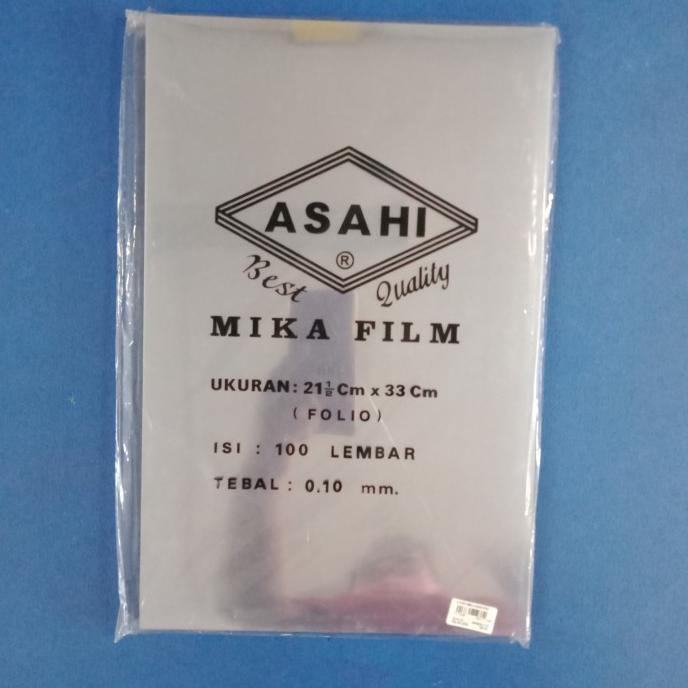 ASAHI
®
Best Quality
MIKA FILM
UKURAN: 21½ Cm x 33 Cm
( FOLIO )
ISI : 100 LEMBAR
TEBAL : 0.10 mm.